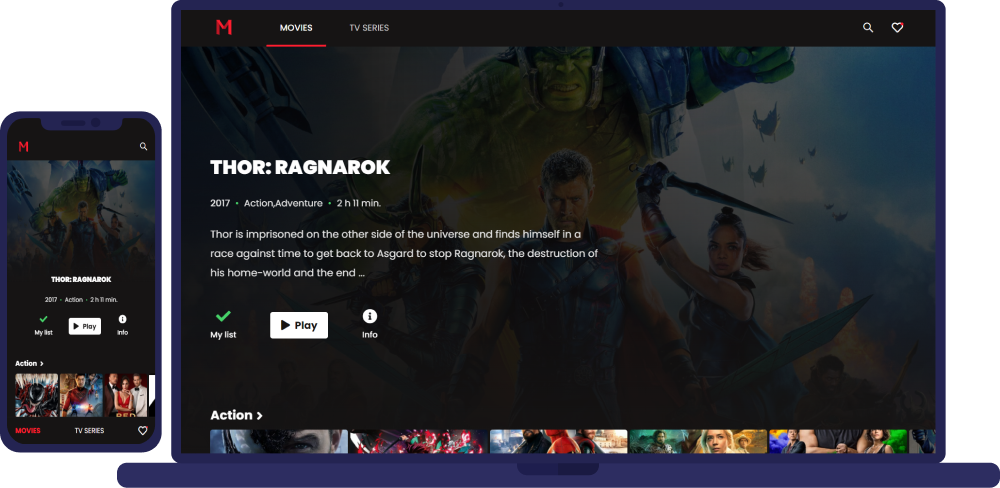 M
MOVIES
TV SERIES
THOR: RAGNAROK
2017 • Action,Adventure • 2 h 11 min.
Thor is imprisoned on the other side of the universe and finds himself in a
race against time to get back to Asgard to stop Ragnarok, the destruction of
his home-world and the end ...
My list
Play
Info
Action >
M
THOR: RAGNAROK
2017 • Action • 2 h 11 min.
My list
Play
Info
Action >
RED
MOVIES
TV SERIES